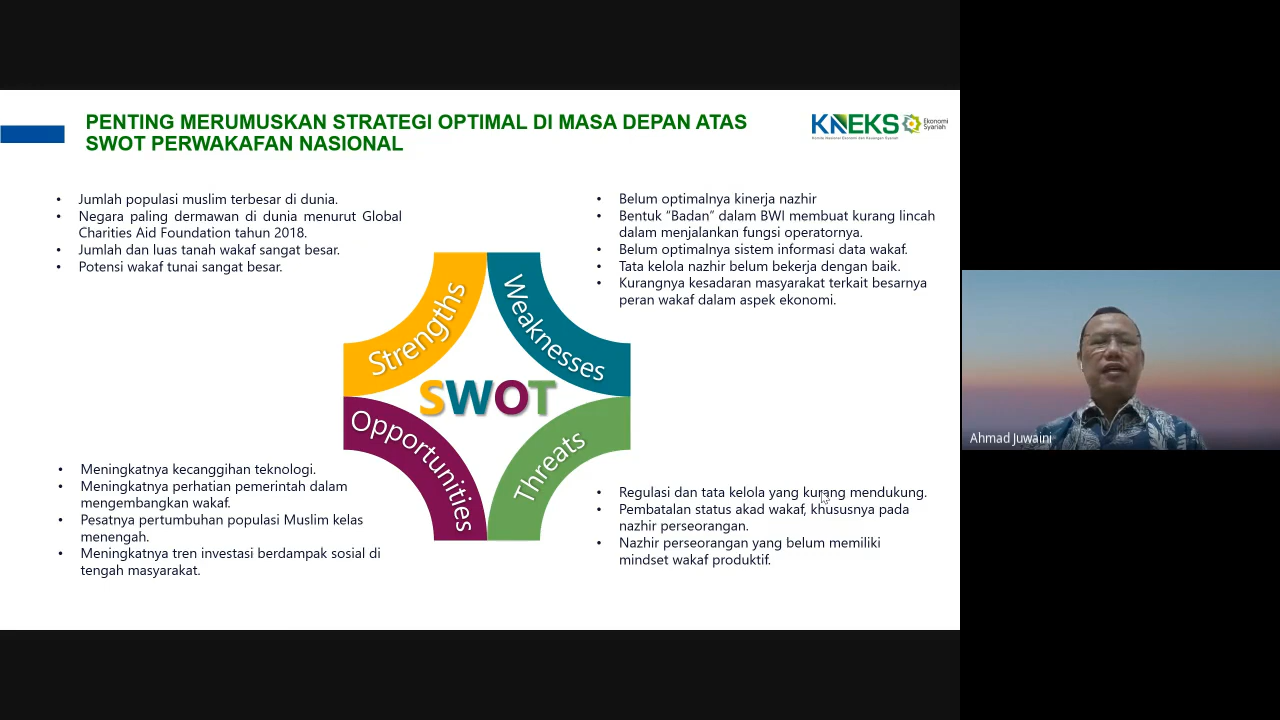 PENTING MERUMUSKAN STRATEGI OPTIMAL DI MASA DEPAN ATAS
SWOT PERWAKAFAN NASIONAL
KNEKS
Komite Nasional Ekonomi dan Keuangan Syariah
Ekonomi
Syariah
• Jumlah populasi muslim terbesar di dunia.
• Negara paling dermawan di dunia menurut Global
Charities Aid Foundation tahun 2018.
• Jumlah dan luas tanah wakaf sangat besar.
• Potensi wakaf tunai sangat besar.
• Belum optimalnya kinerja nazhir
• Bentuk “Badan” dalam BWI membuat kurang lincah
dalam menjalankan fungsi operatornya.
• Belum optimalnya sistem informasi data wakaf.
• Tata kelola nazhir belum bekerja dengan baik.
• Kurangnya kesadaran masyarakat terkait besarnya
peran wakaf dalam aspek ekonomi.
Strengths
Weaknesses
SWOT
Opportunities
Threats
• Meningkatnya kecanggihan teknologi.
• Meningkatnya perhatian pemerintah dalam
mengembangkan wakaf.
• Pesatnya pertumbuhan populasi Muslim kelas
menengah.
• Meningkatnya tren investasi berdampak sosial di
tengah masyarakat.
• Regulasi dan tata kelola yang kurang mendukung.
• Pembatalan status akad wakaf, khususnya pada
nazhir perseorangan.
• Nazhir perseorangan yang belum memiliki
mindset wakaf produktif.
Ahmad Juwaini